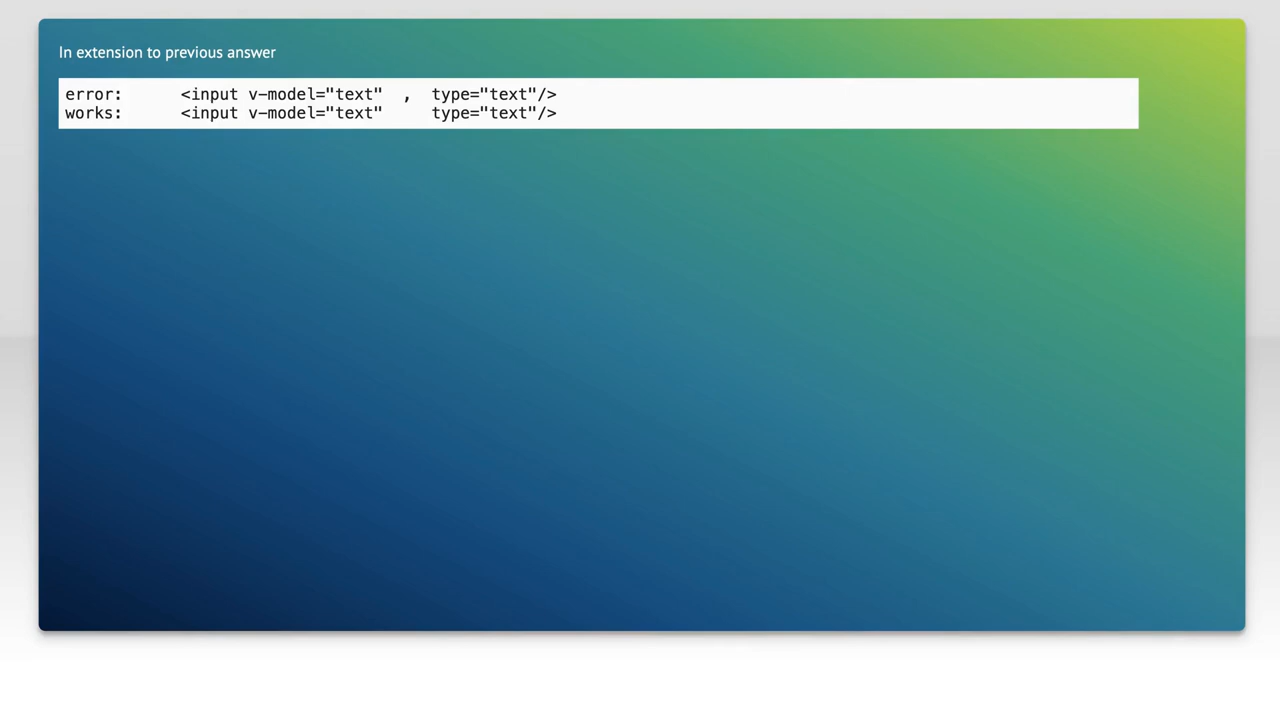 In extension to previous answer
error:      <input v-model="text"  ,  type="text"/>
works:      <input v-model="text"     type="text"/>